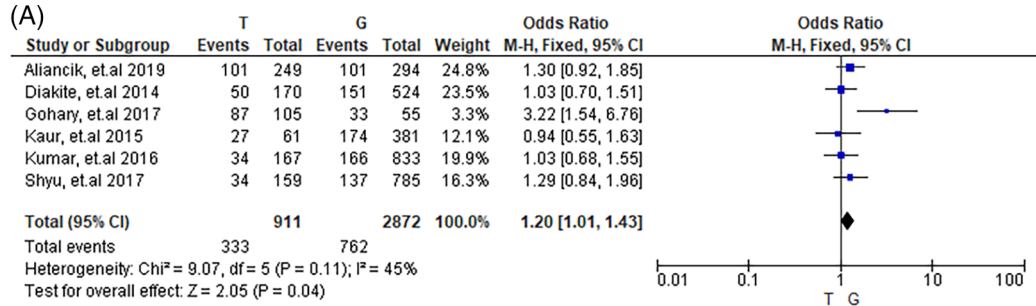 (A)
T G Odds Ratio Odds Ratio
Study or Subgroup Events Total Events Total Weight M-H, Fixed, 95% CI M-H, Fixed, 95% CI
Aliancik, et.al 2019 101 249 101 294 24.8% 1.30 [0.92, 1.85]
Diakite, et.al 2014 50 170 151 524 23.5% 1.03 [0.70, 1.51]
Gohary, et.al 2017 87 105 33 55 3.3% 3.22 [1.54, 6.76]
Kaur, et.al 2015 27 61 174 381 12.1% 0.94 [0.55, 1.63]
Kumar, et.al 2016 34 167 166 833 19.9% 1.03 [0.68, 1.55]
Shyu, et.al 2017 34 159 137 785 16.3% 1.29 [0.84, 1.96]
Total (95% CI) 911 2872 100.0% 1.20 [1.01, 1.43]
Total events 333 762
Heterogeneity: Chi² = 9.07, df = 5 (P = 0.11); I² = 45%
Test for overall effect: Z = 2.05 (P = 0.04)
0.01 0.1 1 10 100
T G